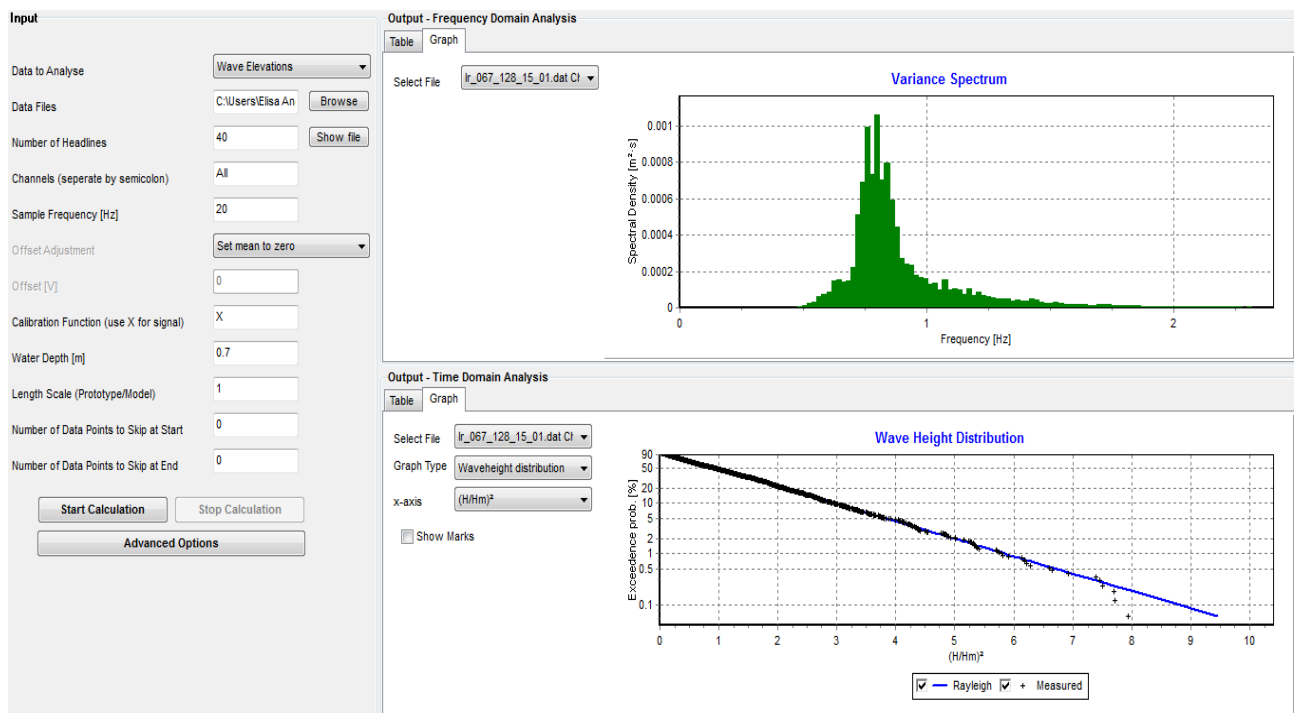 Input
Data to Analyse
Wave Elevations
Data Files
C:\Users\Elisa An
Browse
Number of Headlines
40
Show file
Channels (seperate by semicolon)
All
Sample Frequency [Hz]
20
Offset Adjustment
Set mean to zero
Offset [V]
0
Calibration Function (use X for signal)
X
Water Depth [m]
0.7
Length Scale (Prototype/Model)
1
Number of Data Points to Skip at Start
0
Number of Data Points to Skip at End
0
Start Calculation
Stop Calculation
Advanced Options
Output - Frequency Domain Analysis
Table
Graph
Select File
lr_067_128_15_01.dat Cł
Variance Spectrum
Spectral Density [m²·s]
0.001
0.0008
0.0006
0.0004
0.0002
0
0
1
2
Frequency [Hz]
Output - Time Domain Analysis
Table
Graph
Select File
lr_067_128_15_01.dat Cł
Graph Type
Waveheight distribution
x-axis
(H/Hm)²
Show Marks
Wave Height Distribution
Exceedence prob. [%]
90
50
20
10
5
2
1
0.5
0.1
0
1
2
3
4
5
6
7
8
9
10
(H/Hm)²
Rayleigh
+ Measured